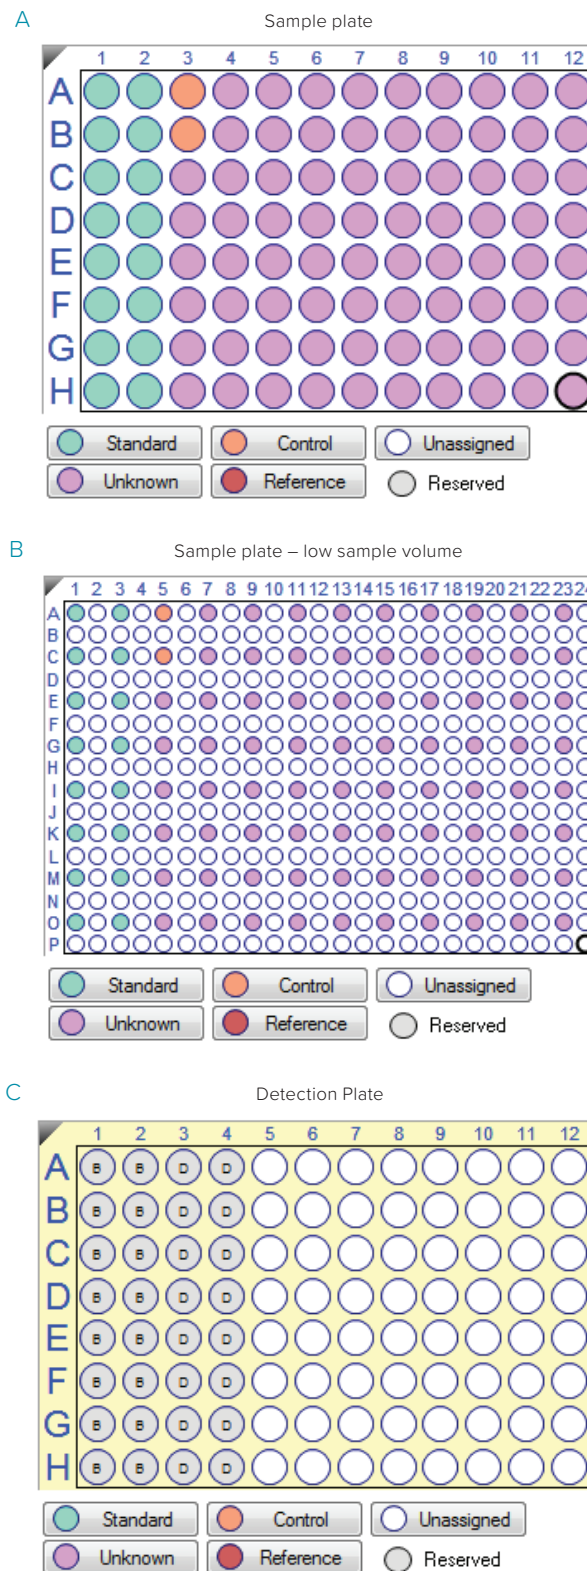 A
Sample plate
1 2 3 4 5 6 7 8 9 10 11 12
A
B
C
D
E
F
G
H
Standard Control Unassigned
Unknown Reference Reserved
B
Sample plate – low sample volume
1 2 3 4 5 6 7 8 9 10 11 12 13 14 15 16 17 18 19 20 21 22 23 24
A
B
C
D
E
F
G
H
I
J
K
L
M
N
O
P
Standard Control Unassigned
Unknown Reference Reserved
C
Detection Plate
1 2 3 4 5 6 7 8 9 10 11 12
A B B D D
B B B D D
C B B D D
D B B D D
E B B D D
F B B D D
G B B D D
H B B D D
Standard Control Unassigned
Unknown Reference Reserved